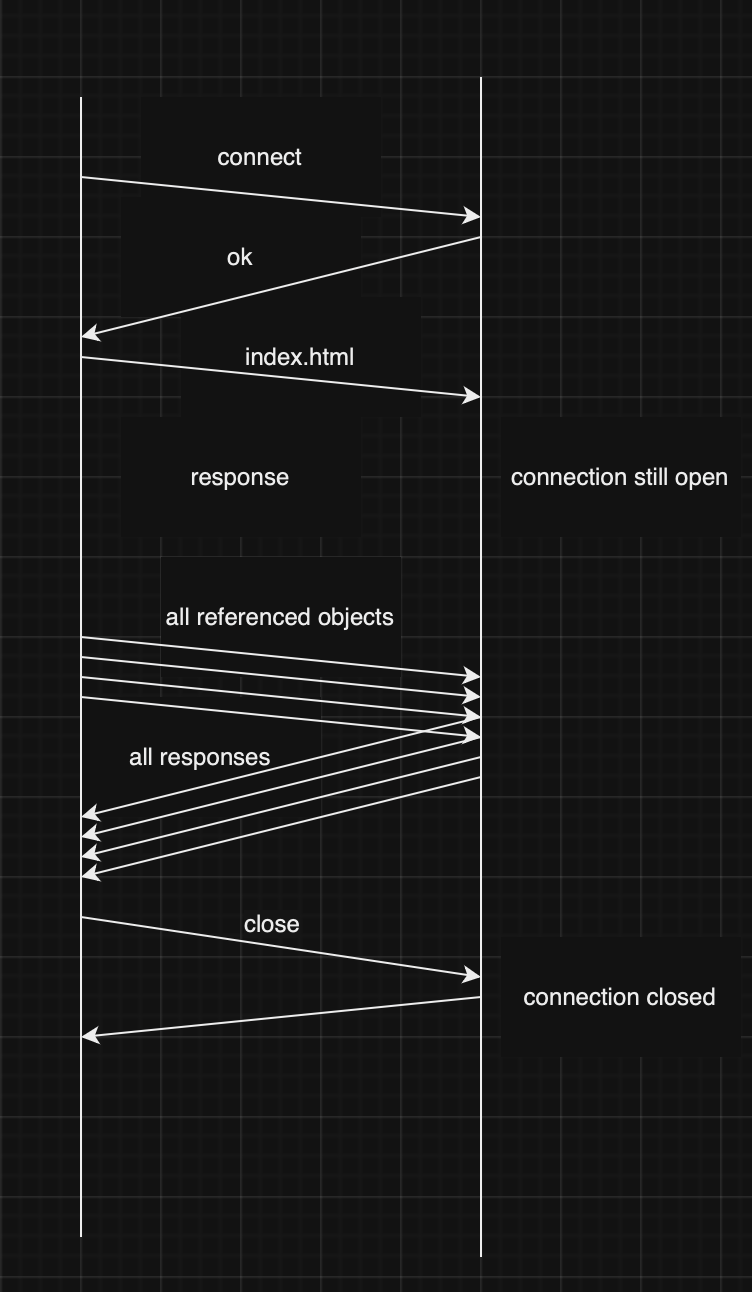 connect
ok
index.html
response
connection still open
all referenced objects
all responses
close
connection closed